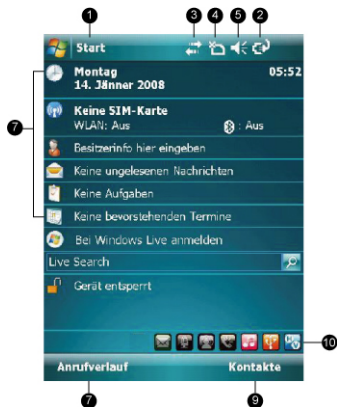 1 3 4 5 2
Start
Montag 05:52
14. Jänner 2008
7
Keine SIM-Karte
WLAN: Aus : Aus
Besitzerinfo hier eingeben
Keine ungelesenen Nachrichten
Keine Aufgaben
Keine bevorstehenden Termine
Bei Windows Live anmelden
Live Search
Gerät entsperrt
10
Anrufverlauf Kontakte
7 9